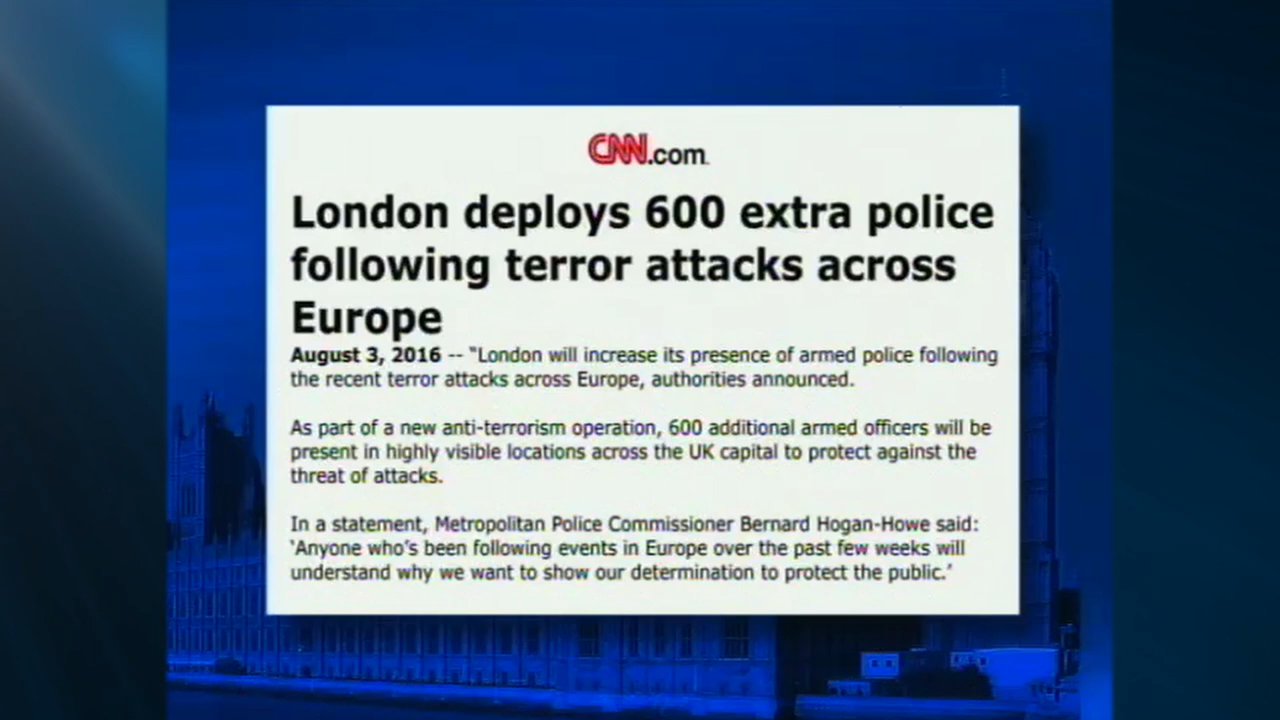 CNN.com
London deploys 600 extra police
following terror attacks across
Europe
August 3, 2016 -- “London will increase its presence of armed police following
the recent terror attacks across Europe, authorities announced.
As part of a new anti-terrorism operation, 600 additional armed officers will be
present in highly visible locations across the UK capital to protect against the
threat of attacks.
In a statement, Metropolitan Police Commissioner Bernard Hogan-Howe said:
‘Anyone who's been following events in Europe over the past few weeks will
understand why we want to show our determination to protect the public.’